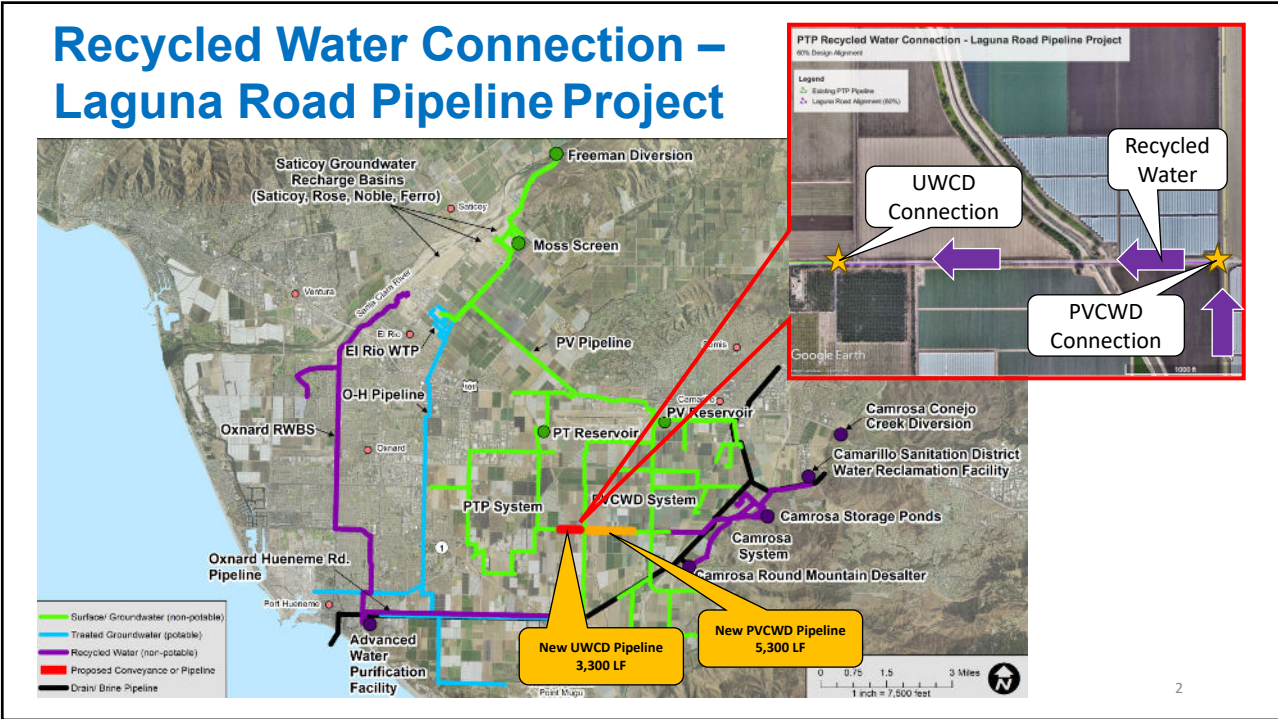 Recycled Water Connection –
Laguna Road Pipeline Project
PTP Recycled Water Connection - Laguna Road Pipeline Project
60% Design Alignment
Legend
Existing PTP Pipeline
Laguna Road Alignment (60%)
Recycled
Water
UWCD
Connection
PVCWD
Connection
Google Earth
1000 ft
Saticoy Groundwater
Recharge Basins
(Saticoy, Rose, Noble, Ferro)
Freeman Diversion
Saticoy
Moss Screen
Santa Clara River
Ventura
El Rio
El Rio WTP
PV Pipeline
Somis
101
O-H Pipeline
Camarillo
PV Reservoir
PT Reservoir
Camrosa Conejo
Creek Diversion
Oxnard RWBS
Oxnard
Camarillo Sanitation District
Water Reclamation Facility
PTP System
PVCWD System
Camrosa Storage Ponds
Camrosa
System
1
Oxnard Hueneme Rd.
Pipeline
Camrosa Round Mountain Desalter
Port Hueneme
Surface/ Groundwater (non-potable)
Treated Groundwater (potable)
Recycled Water (non-potable)
Proposed Conveyance or Pipeline
Drain/ Brine Pipeline
Advanced
Water
Purification
Facility
New UWCD Pipeline
3,300 LF
New PVCWD Pipeline
5,300 LF
Point Mugu
0 0.75 1.5 3 Miles
1 inch = 7,500 feet
N
2